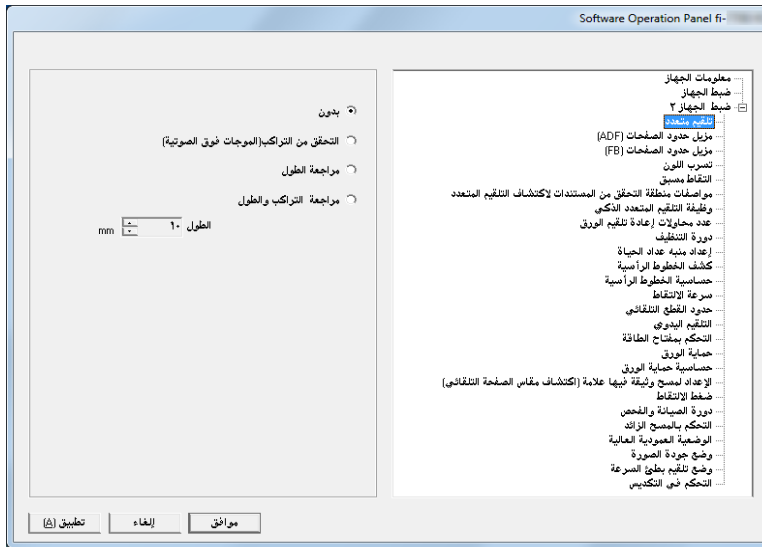 Software Operation Panel fi-
معلومات الجهاز
ضبط الجهاز
ضبط الجهاز ٢
تلقيم متعدد
مزيل حدود الصفحات (ADF)
مزيل حدود الصفحات (FB)
تسرب اللون
التقاط مسبق
مواصفات منطقة التحقق من المستندات لاكتشاف التلقيم المتعدد
وظيفة التلقيم المتعدد الذكي
عدد محاولات إعادة تلقيم الورق
دورة التنظيف
إعداد منبه عداد الحياة
كشف الخطوط الرأسية
حساسية الخطوط الرأسية
سرعة الالتقاط
حدود القطع التلقائي
التلقيم اليدوي
التحكم بمفتاح الطاقة
حماية الورق
حساسية حماية الورق
الإعداد لمسح وثيقة فيها علامة (اكتشاف مقاس الصفحة التلقائي)
ضغط الالتقاط
دورة الصيانة والفحص
التحكم بالمسح الزائد
الوضعية العمودية العالية
وضع جودة الصورة
وضع تلقيم بطئ السرعة
التحكم في التكديس
بدون
التحقق من التراكب(الموجات فوق الصوتية)
مراجعة الطول
مراجعة التراكب والطول
الطول ١٠ mm
موافق إلغاء تطبيق (A)